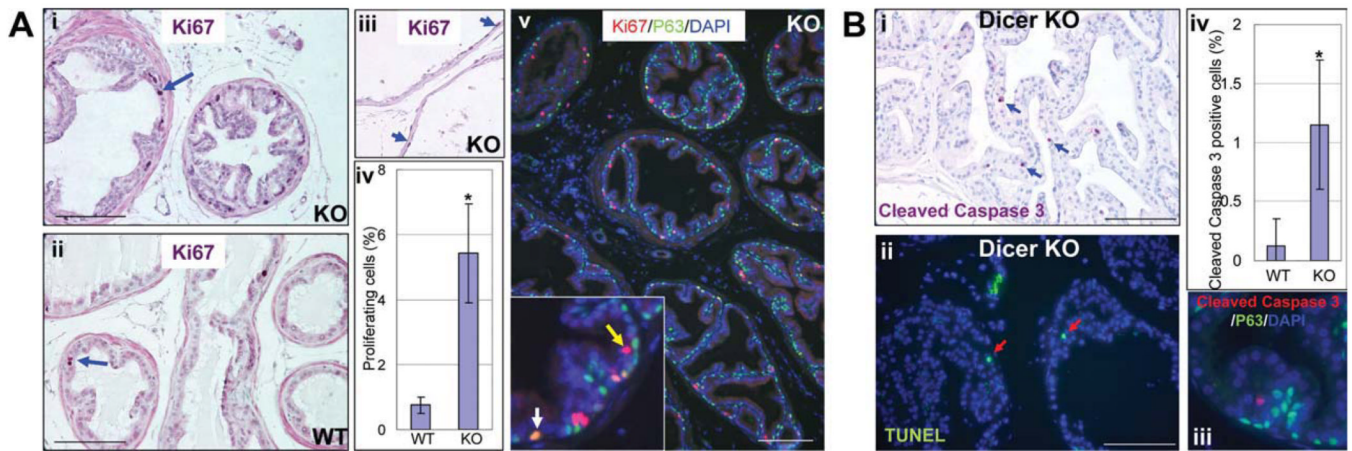 A
i
Ki67
KO
ii
Ki67
WT
iii
Ki67
KO
iv
Proliferating cells (%)
8
6
4
2
0
*
WT
KO
v
Ki67/P63/DAPI
KO
B
i
Dicer KO
Cleaved Caspase 3
ii
Dicer KO
TUNEL
iv
Cleaved Caspase 3 positive cells (%)
2
1.5
1
0.5
0
*
WT
KO
Cleaved Caspase 3
/P63/DAPI
iii